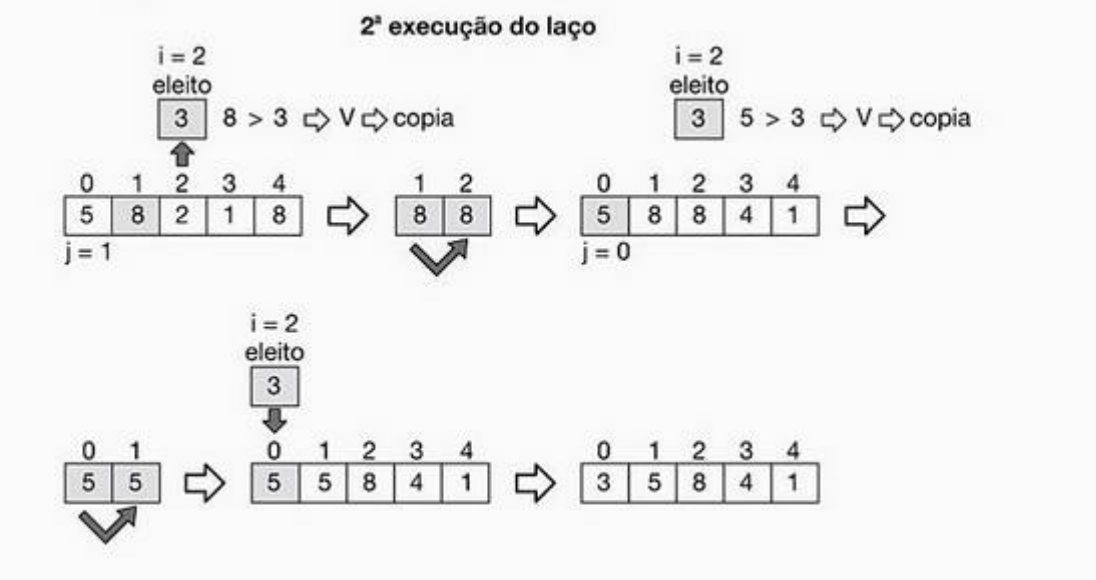 2ª execução do laço
i = 2
eleito
3 8 > 3 ⇨ V ⇨ copia
i = 2
eleito
3 5 > 3 ⇨ V ⇨ copia
0 1 2 3 4
5 8 2 1 8
j = 1
1 2
8 8
0 1 2 3 4
5 8 8 4 1
j = 0
i = 2
eleito
3
0 1
5 5
0 1 2 3 4
5 5 8 4 1
0 1 2 3 4
3 5 8 4 1